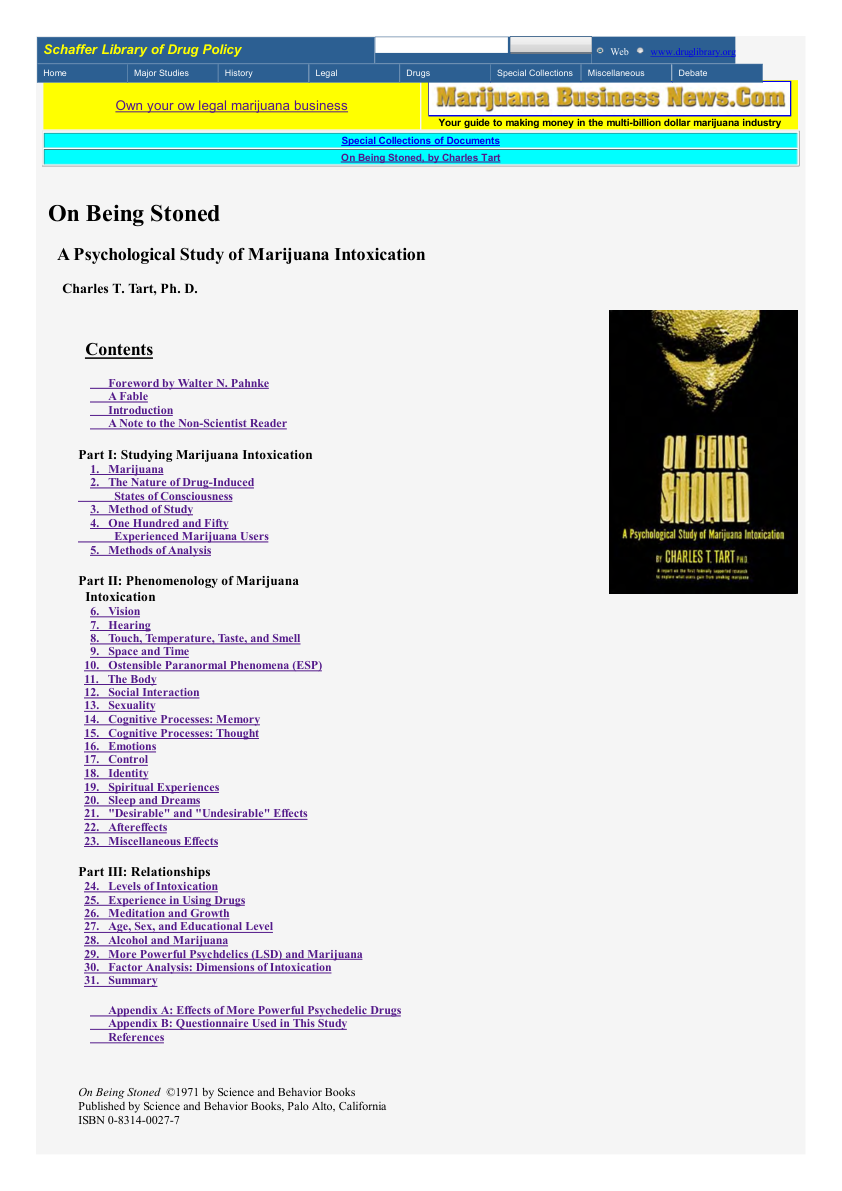 Schaffer Library of Drug Policy
Web www.druglibrary.org
Home Major Studies History Legal Drugs Special Collections Miscellaneous Debate
Own your ow legal marijuana business
Marijuana Business News.Com
Your guide to making money in the multi-billion dollar marijuana industry
Special Collections of Documents
On Being Stoned, by Charles Tart
On Being Stoned
A Psychological Study of Marijuana Intoxication
Charles T. Tart, Ph. D.
Contents
Foreword by Walter N. Pahnke
A Fable
Introduction
A Note to the Non-Scientist Reader
Part I: Studying Marijuana Intoxication
1. Marijuana
2. The Nature of Drug-Induced
States of Consciousness
3. Method of Study
4. One Hundred and Fifty
Experienced Marijuana Users
5. Methods of Analysis
Part II: Phenomenology of Marijuana
Intoxication
6. Vision
7. Hearing
8. Touch, Temperature, Taste, and Smell
9. Space and Time
10. Ostensible Paranormal Phenomena (ESP)
11. The Body
12. Social Interaction
13. Sexuality
14. Cognitive Processes: Memory
15. Cognitive Processes: Thought
16. Emotions
17. Control
18. Identity
19. Spiritual Experiences
20. Sleep and Dreams
21. "Desirable" and "Undesirable" Effects
22. Aftereffects
23. Miscellaneous Effects
Part III: Relationships
24. Levels of Intoxication
25. Experience in Using Drugs
26. Meditation and Growth
27. Age, Sex, and Educational Level
28. Alcohol and Marijuana
29. More Powerful Psychdelics (LSD) and Marijuana
30. Factor Analysis: Dimensions of Intoxication
31. Summary
Appendix A: Effects of More Powerful Psychedelic Drugs
Appendix B: Questionnaire Used in This Study
References
ON BEING
STONED
A Psychological Study of Marijuana Intoxication
BY CHARLES T. TART PH.D.
A report on the first federally supported research
to explore what users gain from smoking marijuana
On Being Stoned ©1971 by Science and Behavior Books
Published by Science and Behavior Books, Palo Alto, California
ISBN 0-8314-0027-7